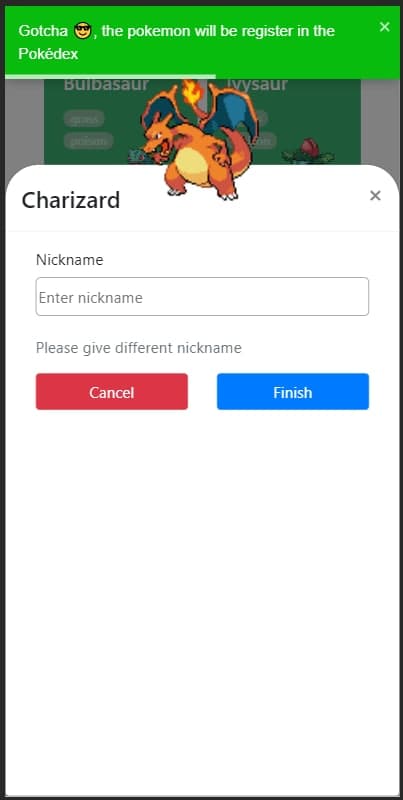 Gotcha 😎, the pokemon will be register in the
Pokédex
×
Bulbasaur
Ivysaur
grass
poison
Charizard
×
Nickname
Enter nickname
Please give different nickname
Cancel
Finish